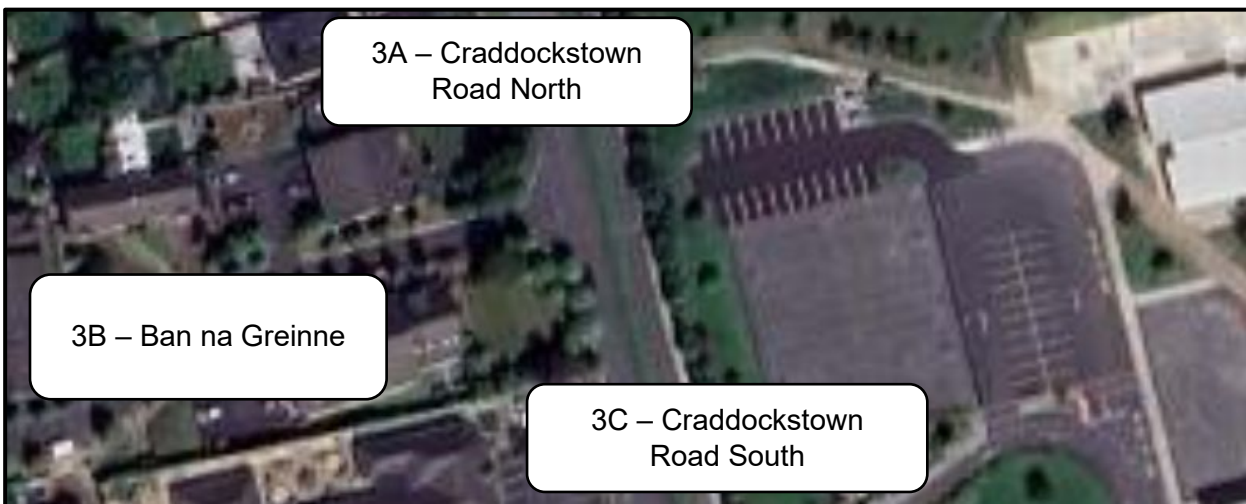 3A – Craddockstown
Road North
3B – Ban na Greinne
3C – Craddockstown
Road South